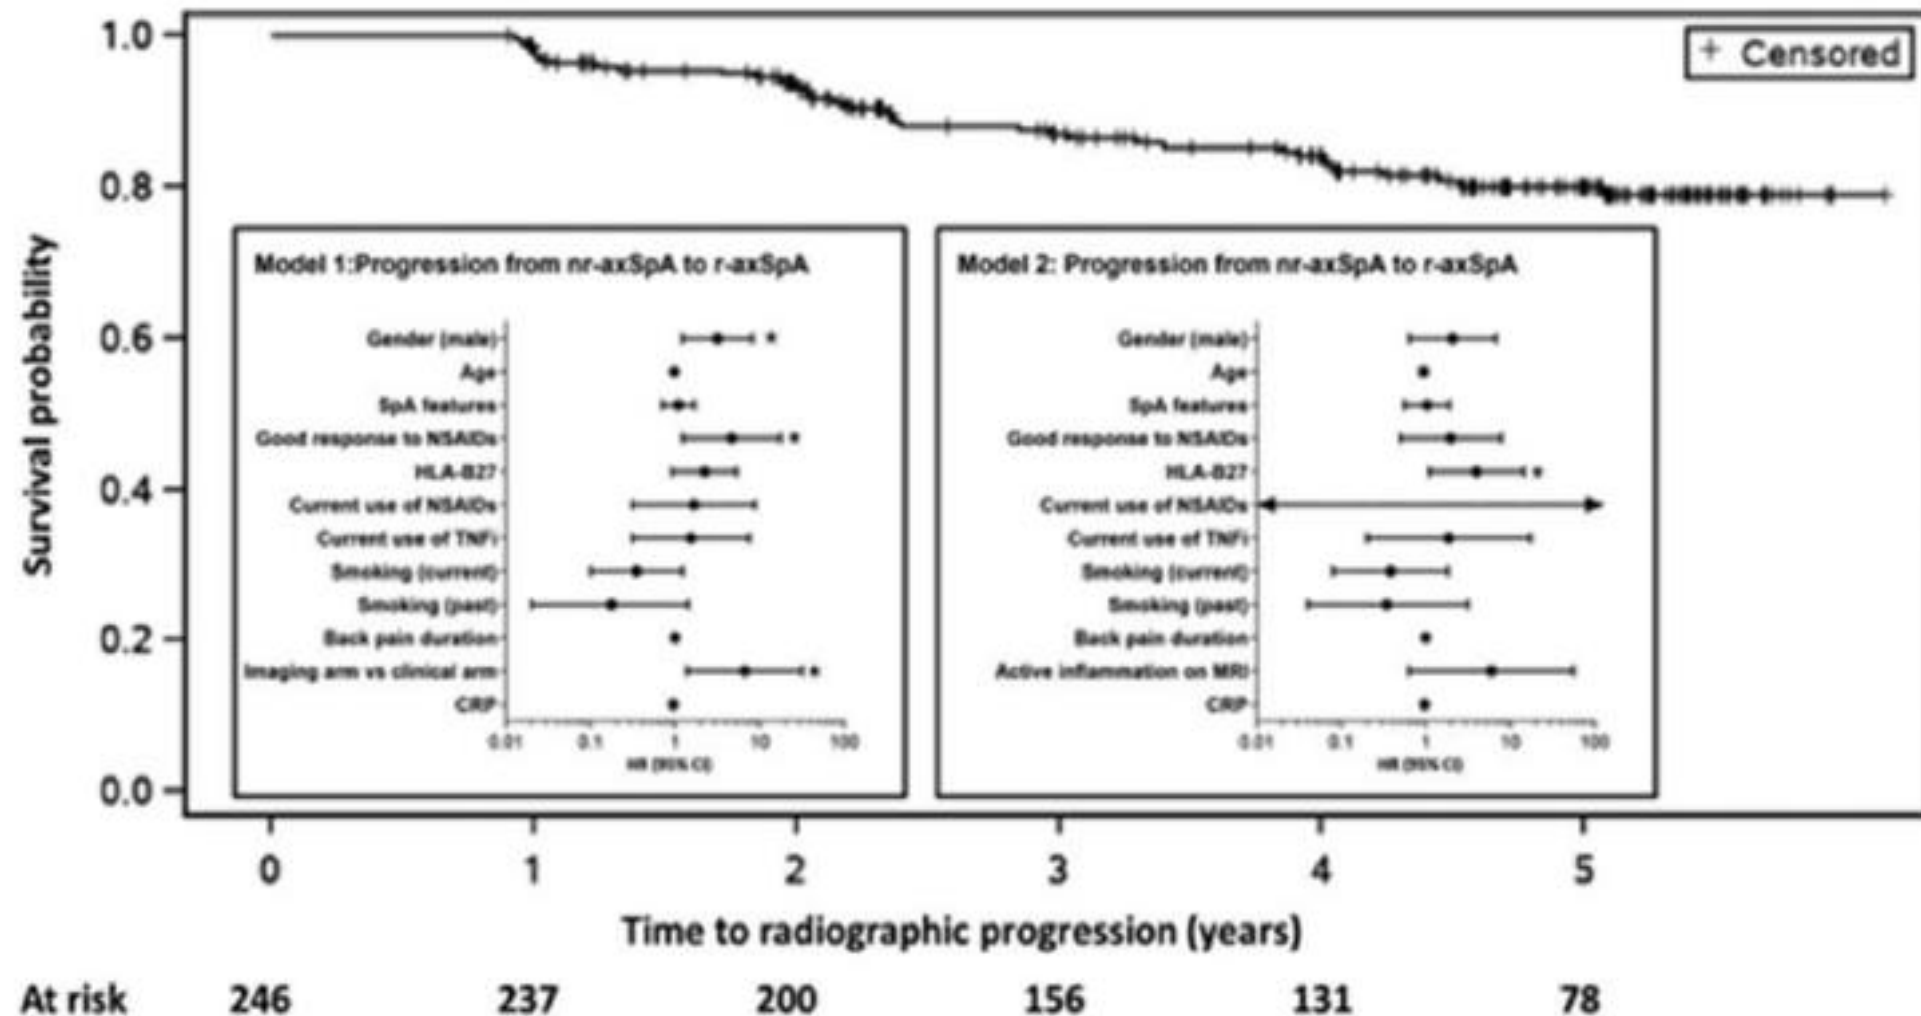 1.0
+ Censored
0.8
0.6
0.4
0.2
0.0
Survival probability
Model 1:Progression from nr-axSpA to r-axSpA
Gender (male)
*
Age
SpA features
Good response to NSAIDs
*
HLA-B27
Current use of NSAIDs
Current use of TNFi
Smoking (current)
Smoking (past)
Back pain duration
Imaging arm vs clinical arm
*
CRP
0.01 0.1 1 10 100
HR (95% CI)
Model 2: Progression from nr-axSpA to r-axSpA
Gender (male)
Age
SpA features
Good response to NSAIDs
HLA-B27
*
Current use of NSAIDs
Current use of TNFi
Smoking (current)
Smoking (past)
Back pain duration
Active inflammation on MRI
CRP
0.01 0.1 1 10 100
HR (95% CI)
0 1 2 3 4 5
Time to radiographic progression (years)
At risk 246 237 200 156 131 78